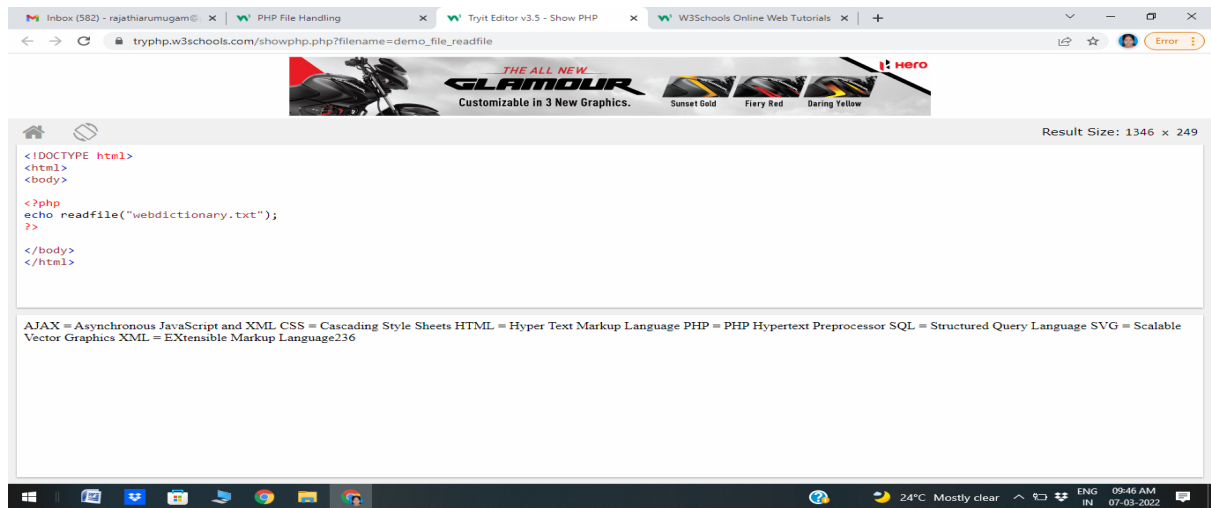 Inbox (582) - rajathiarumugam@
PHP File Handling
Tryit Editor v3.5 - Show PHP
W3Schools Online Web Tutorials
tryphp.w3schools.com/showphp.php?filename=demo_file_readfile
Error
THE ALL NEW
GLAMOUR
Customizable in 3 New Graphics.
Sunset Gold Fiery Red Daring Yellow
Hero
Result Size: 1346 x 249
<!DOCTYPE html>
<html>
<body>
<?php
echo readfile("webdictionary.txt");
?>
</body>
</html>
AJAX = Asynchronous JavaScript and XML CSS = Cascading Style Sheets HTML = Hyper Text Markup Language PHP = PHP Hypertext Preprocessor SQL = Structured Query Language SVG = Scalable
Vector Graphics XML = EXtensible Markup Language236
24°C Mostly clear
ENG
IN
09:46 AM
07-03-2022